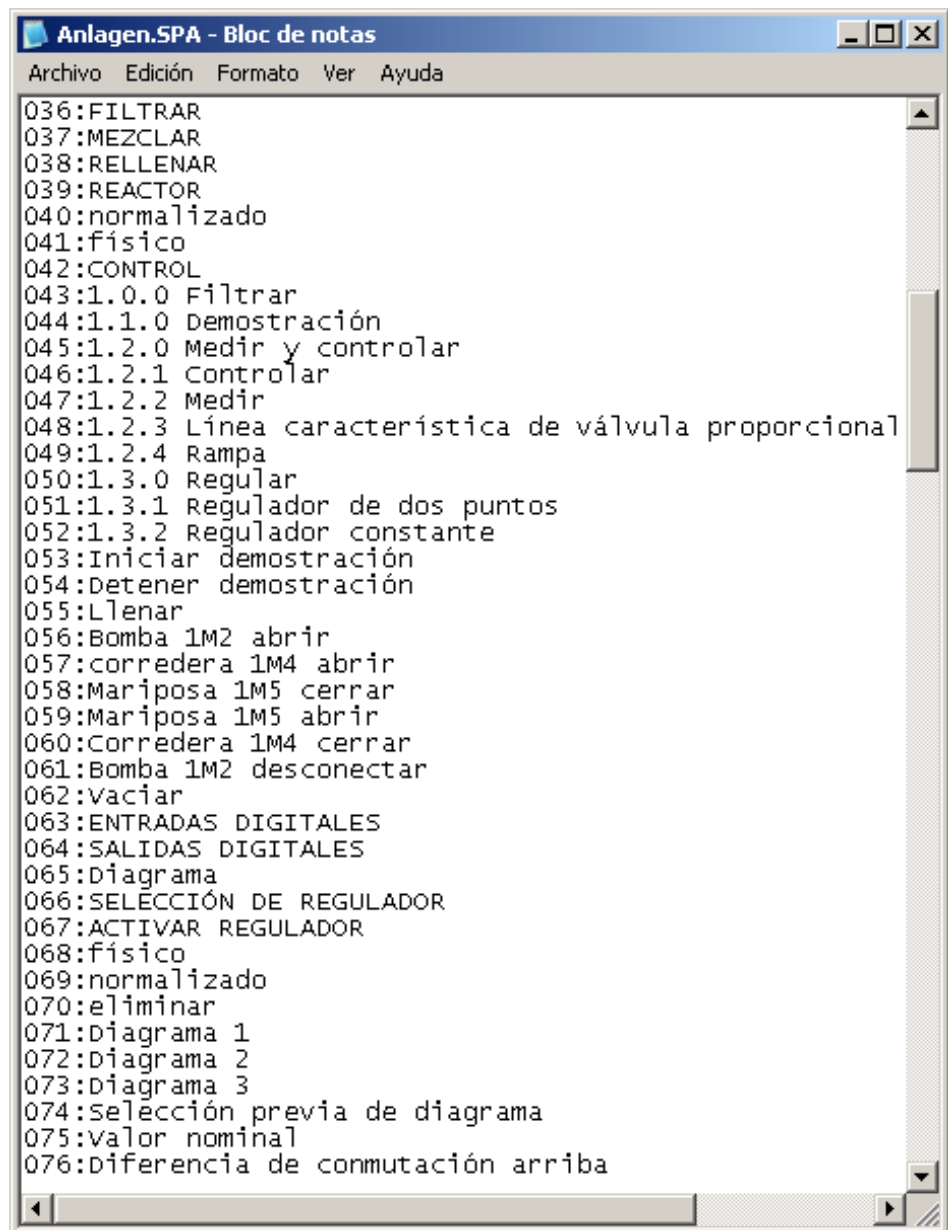 Anlagen.SPA - Bloc de notas
Archivo Edición Formato Ver Ayuda
036:FILTRAR
037:MEZCLAR
038:RELLENAR
039:REACTOR
040:normalizado
041:físico
042:CONTROL
043:1.0.0 Filtrar
044:1.1.0 Demostración
045:1.2.0 Medir y controlar
046:1.2.1 Controlar
047:1.2.2 Medir
048:1.2.3 Línea característica de válvula proporcional
049:1.2.4 Rampa
050:1.3.0 Regular
051:1.3.1 Regulador de dos puntos
052:1.3.2 Regulador constante
053:Iniciar demostración
054:Detener demostración
055:Llenar
056:Bomba 1M2 abrir
057:corredera 1M4 abrir
058:Mariposa 1M5 cerrar
059:Mariposa 1M5 abrir
060:Corredera 1M4 cerrar
061:Bomba 1M2 desconectar
062:Vaciar
063:ENTRADAS DIGITALES
064:SALIDAS DIGITALES
065:Diagrama
066:SELECCIÓN DE REGULADOR
067:ACTIVAR REGULADOR
068:físico
069:normalizado
070:eliminar
071:Diagrama 1
072:Diagrama 2
073:Diagrama 3
074:Selección previa de diagrama
075:Valor nominal
076:Diferencia de conmutación arriba